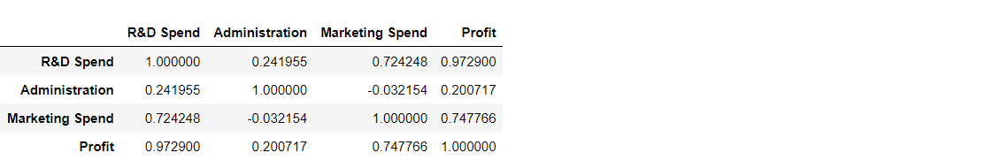 R&D Spend Administration Marketing Spend Profit
R&D Spend 1.000000 0.241955 0.724248 0.972900
Administration 0.241955 1.000000 -0.032154 0.200717
Marketing Spend 0.724248 -0.032154 1.000000 0.747766
Profit 0.972900 0.200717 0.747766 1.000000